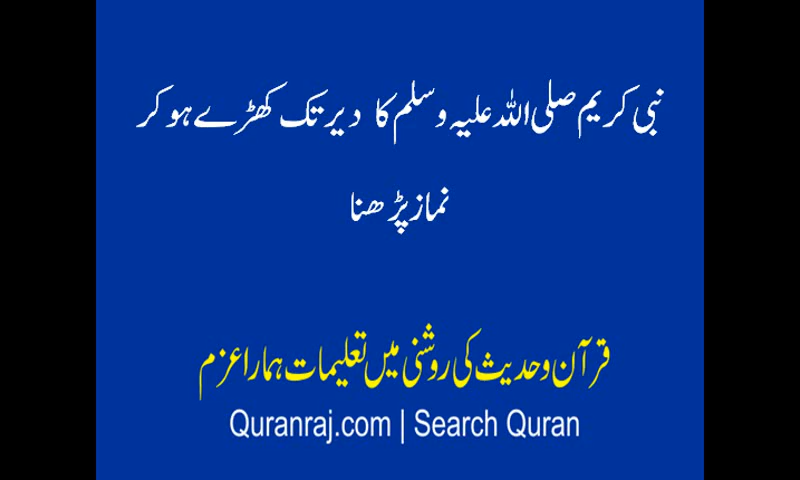 نبی کریم صلی اللہ علیہ وسلم کا دیر تک کھڑے ہو کر
نماز پڑھنا
قرآن و حدیث کی روشنی میں تعلیمات ہمارا عزم
Quranraj.com | Search Quran